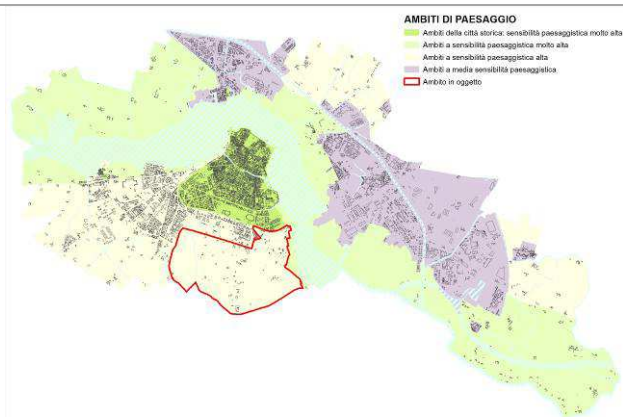 AMBITI DI PAESAGGIO
Ambiti della città storica: sensibilità paesaggistica molto alta
Ambiti a sensibilità paesaggistica molto alta
Ambiti a sensibilità paesaggistica alta
Ambiti a media sensibilità paesaggistica
Ambito in oggetto